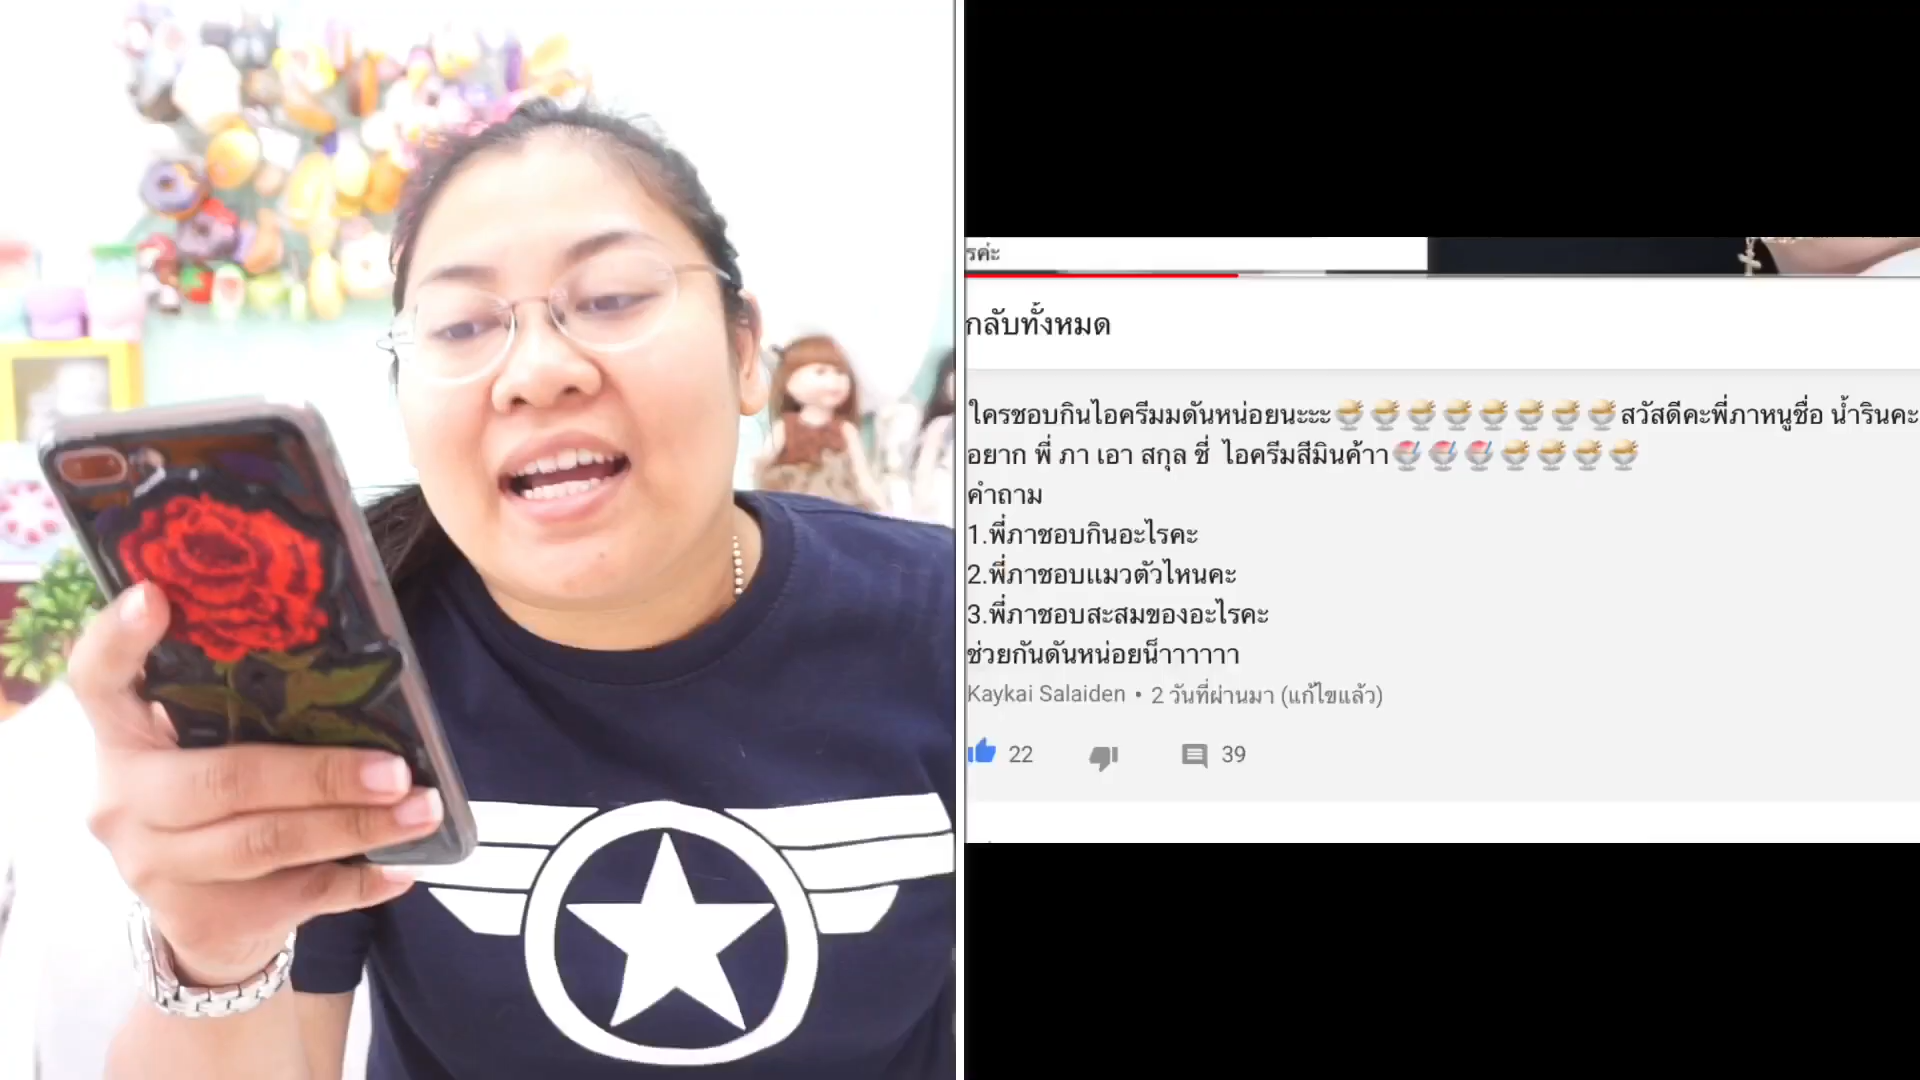 รค่ะ
กลับทั้งหมด
ใครชอบกินไอครีมมดันหน่อยนะะะ🍨🍨🍨🍨🍨🍨🍨🍨สวัสดีคะพี่ภาหนูชื่อ น้ำรินคะ
อยาก พี่ ภา เอา สกุล ชี่ ไอครีมสีมินค้าา🍧🍧🍧🍨🍨🍨🍨
คำถาม
1.พี่ภาชอบกินอะไรคะ
2.พี่ภาชอบแมวตัวไหนคะ
3.พี่ภาชอบสะสมของอะไรคะ
ช่วยกันดันหน่อยน็าาาาาา
Kaykai Salaiden • 2 วันที่ผ่านมา (แก้ไขแล้ว)
22 39